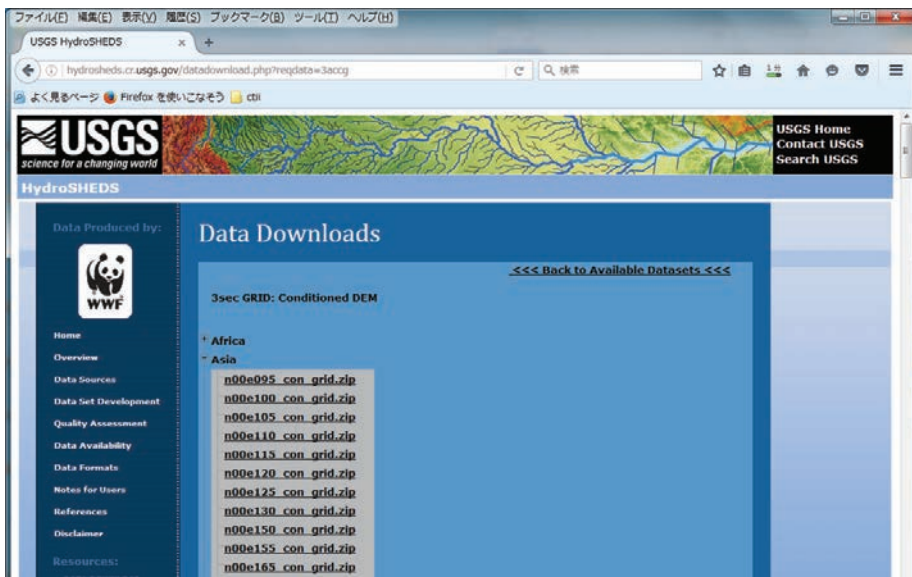 ファイル(F) 編集(E) 表示(V) 履歴(S) ブックマーク(B) ツール(T) ヘルプ(H)
USGS HydroSHEDS × +
hydrosheds.cr.usgs.gov/datadownload.php?reqdata=3accg
検索
よく見るページ Firefox を使いこなそう ctii
USGS
science for a changing world
USGS Home
Contact USGS
Search USGS
HydroSHEDS
Data Produced by:
WWF
Home
Overview
Data Sources
Data Set Development
Quality Assessment
Data Availability
Data Formats
Notes for Users
References
Disclaimer
Resources:
Data Downloads
<<< Back to Available Datasets <<<
3sec GRID: Conditioned DEM
+ Africa
- Asia
n00e095_con_grid.zip
n00e100_con_grid.zip
n00e105_con_grid.zip
n00e110_con_grid.zip
n00e115_con_grid.zip
n00e120_con_grid.zip
n00e125_con_grid.zip
n00e130_con_grid.zip
n00e150_con_grid.zip
n00e155_con_grid.zip
n00e165_con_grid.zip